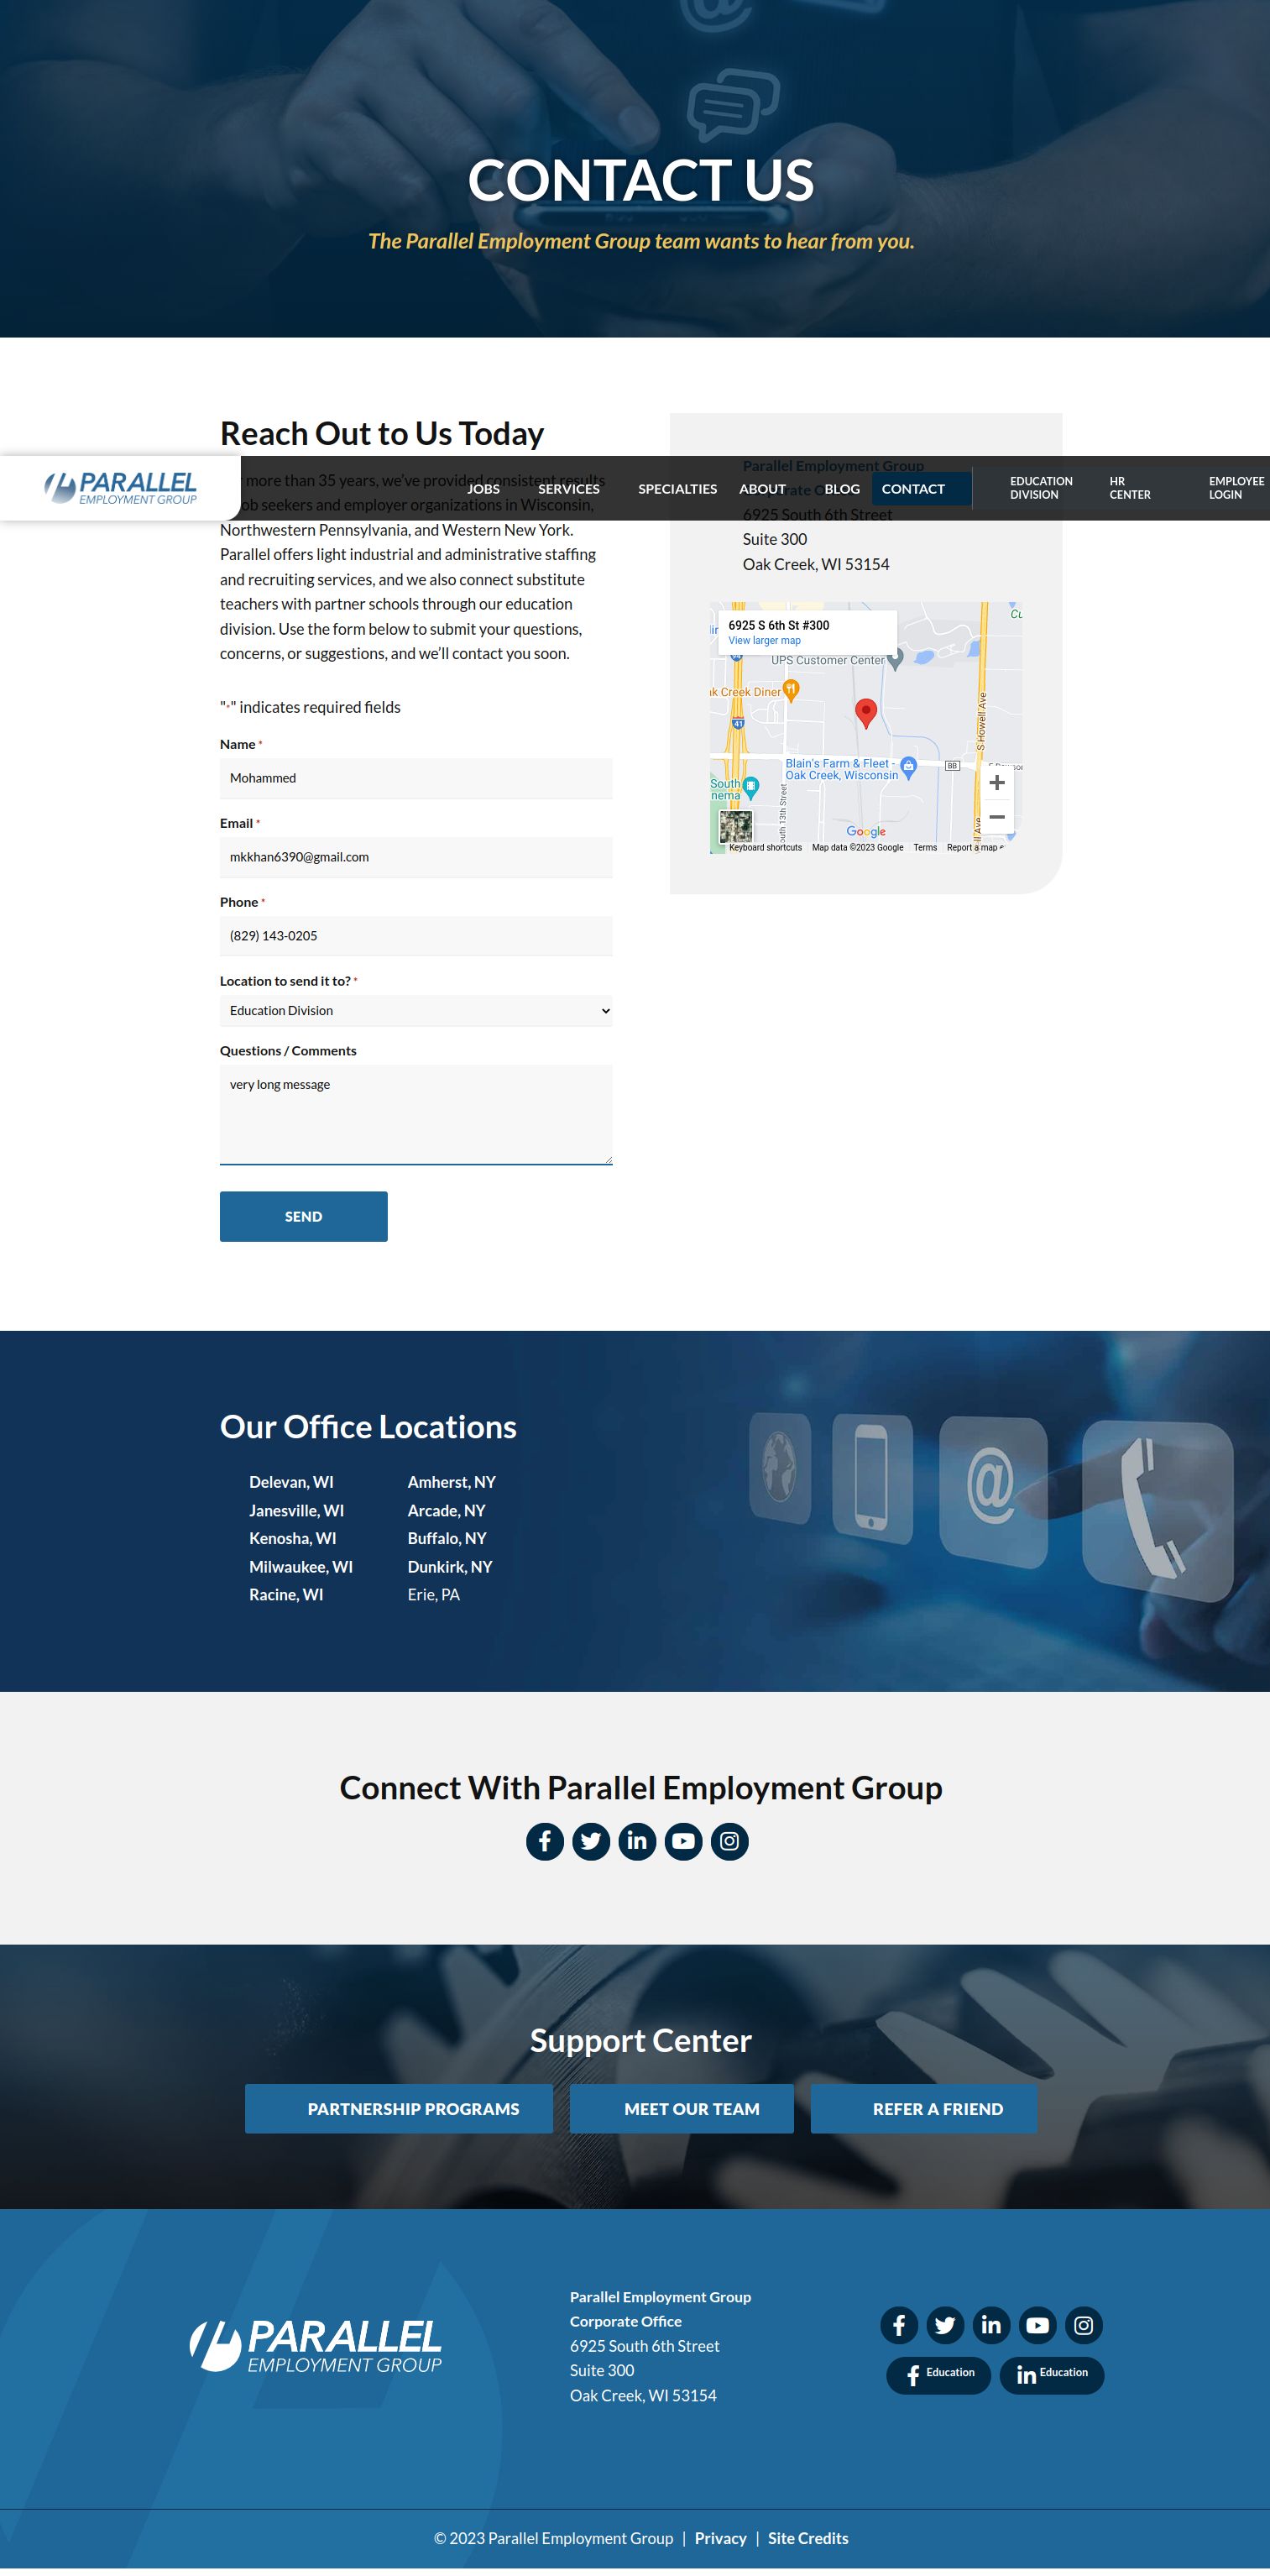 CONTACT US
The Parallel Employment Group team wants to hear from you.
Reach Out to Us Today
more than 35 years, we've provided consistent results
job seekers and employer organizations in Wisconsin,
Northwestern Pennsylvania, and Western New York.
Parallel offers light industrial and administrative staffing
and recruiting services, and we also connect substitute
teachers with partner schools through our education
division. Use the form below to submit your questions,
concerns, or suggestions, and we'll contact you soon.
PARALLEL
EMPLOYMENT GROUP
JOBS
SERVICES
SPECIALTIES
ABOUT
BLOG
CONTACT
EDUCATION
DIVISION
HR
CENTER
EMPLOYEE
LOGIN
"*" indicates required fields
Name *
Mohammed
Email *
mkkhan6390@gmail.com
Phone *
(829) 143-0205
Location to send it to? *
Education Division
Questions / Comments
very long message
SEND
Parallel Employment Group
6925 South 6th Street
Suite 300
Oak Creek, WI 53154
6925 S 6th St #300
View larger map
UPS Customer Center
k Creek Diner
41
S Howell Ave
Blain's Farm & Fleet -
Oak Creek, Wisconsin
BB
South
nema
outh 13th Street
Google
Keyboard shortcuts Map data ©2023 Google Terms Report a map e
Our Office Locations
Delevan, WI
Janesville, WI
Kenosha, WI
Milwaukee, WI
Racine, WI
Amherst, NY
Arcade, NY
Buffalo, NY
Dunkirk, NY
Erie, PA
Connect With Parallel Employment Group
Support Center
PARTNERSHIP PROGRAMS
MEET OUR TEAM
REFER A FRIEND
PARALLEL
EMPLOYMENT GROUP
Parallel Employment Group
Corporate Office
6925 South 6th Street
Suite 300
Oak Creek, WI 53154
Education
Education
© 2023 Parallel Employment Group | Privacy | Site Credits